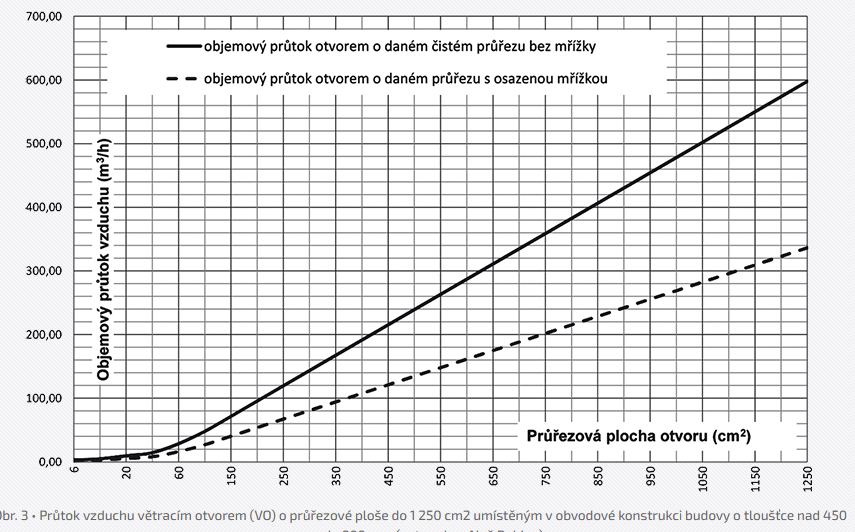 700,00
600,00
500,00
400,00
300,00
200,00
100,00
0,00
objemový průtok otvorem o daném čistém průřezu bez mřížky
objemový průtok otvorem o daném průřezu s osazenou mřížkou
Objemový průtok vzduchu (m³/h)
Průřezová plocha otvoru (cm²)
6 20 60 150 250 350 450 550 650 750 850 950 1050 1150 1250
Obr. 3 • Průtok vzduchu větracím otvorem (VO) o průřezové ploše do 1 250 cm2 umístěným v obvodové konstrukci budovy o tloušťce nad 450